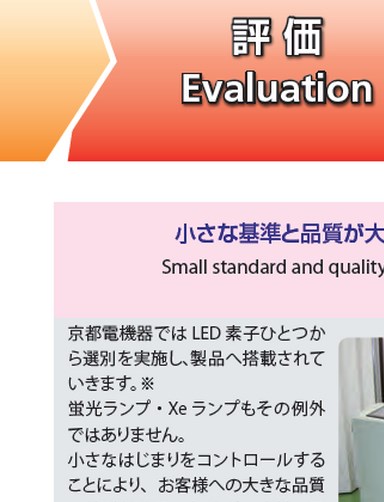 評価
Evaluation
小さな基準と品質が大
Small standard and quality
京都電機器では LED 素子ひとつか
ら選別を実施し、製品へ搭載されて
いきます。※
蛍光ランプ・Xe ランプもその例外
ではありません。
小さなはじまりをコントロールする
ことにより、お客様への大きな品質